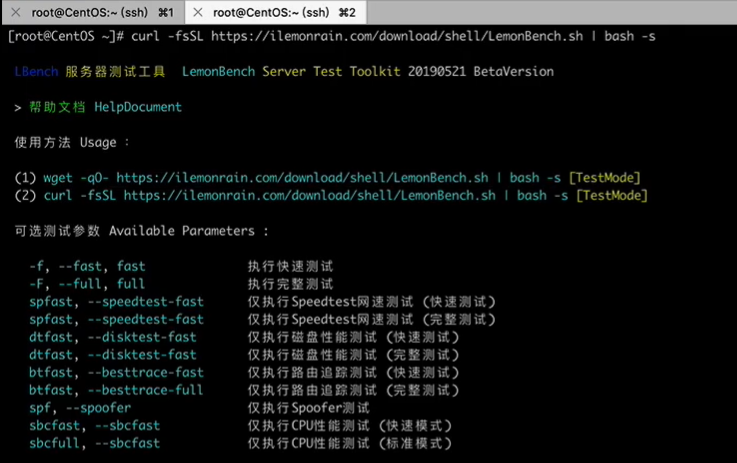 root@CentOS:~ (ssh) ⌘1 root@CentOS:~ (ssh) ⌘2
[root@CentOS ~]# curl -fsSL https://ilemonrain.com/download/shell/LemonBench.sh | bash -s
LBench 服务器测试工具 LemonBench Server Test Toolkit 20190521 BetaVersion
> 帮助文档 HelpDocument
使用方法 Usage :
(1) wget -qO- https://ilemonrain.com/download/shell/LemonBench.sh | bash -s [TestMode]
(2) curl -fsSL https://ilemonrain.com/download/shell/LemonBench.sh | bash -s [TestMode]
可选测试参数 Available Parameters :
-f, --fast, fast 执行快速测试
-F, --full, full 执行完整测试
spfast, --speedtest-fast 仅执行Speedtest网速测试 (快速测试)
spfast, --speedtest-fast 仅执行Speedtest网速测试 (完整测试)
dtfast, --disktest-fast 仅执行磁盘性能测试 (快速测试)
dtfast, --disktest-fast 仅执行磁盘性能测试 (完整测试)
btfast, --besttrace-fast 仅执行路由追踪测试 (快速测试)
btfast, --besttrace-full 仅执行路由追踪测试 (完整测试)
spf, --spoofer 仅执行Spoofer测试
sbcfast, --sbcfast 仅执行CPU性能测试 (快速模式)
sbcfull, --sbcfast 仅执行CPU性能测试 (标准模式)